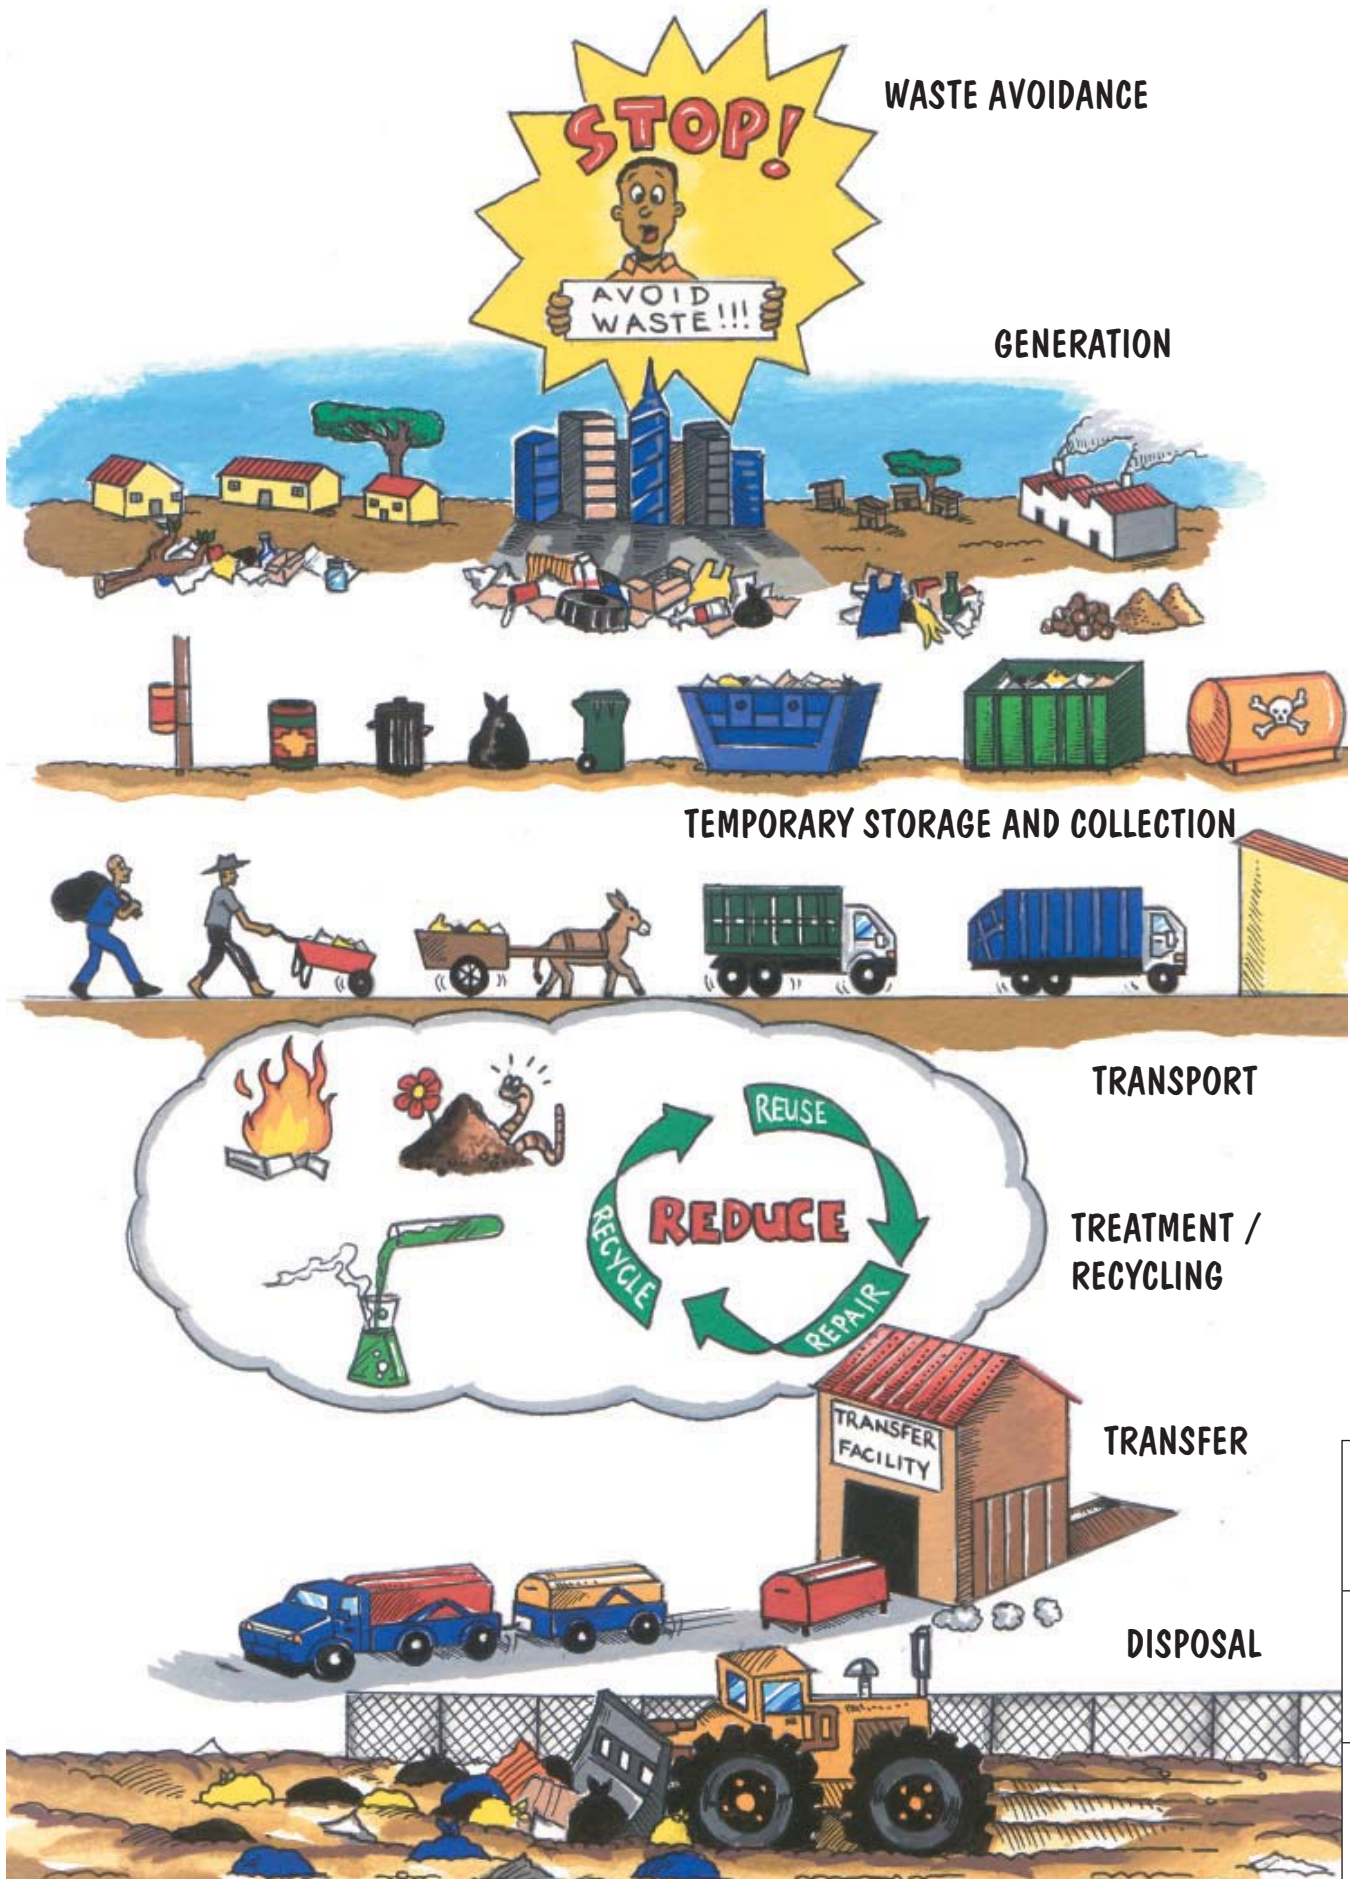 WASTE AVOIDANCE
STOP!
AVOID
WASTE!!!
GENERATION
TEMPORARY STORAGE AND COLLECTION
TRANSPORT
REUSE
REDUCE
RECYCLE
REPAIR
TREATMENT /
RECYCLING
TRANSFER
FACILITY
TRANSFER
DISPOSAL